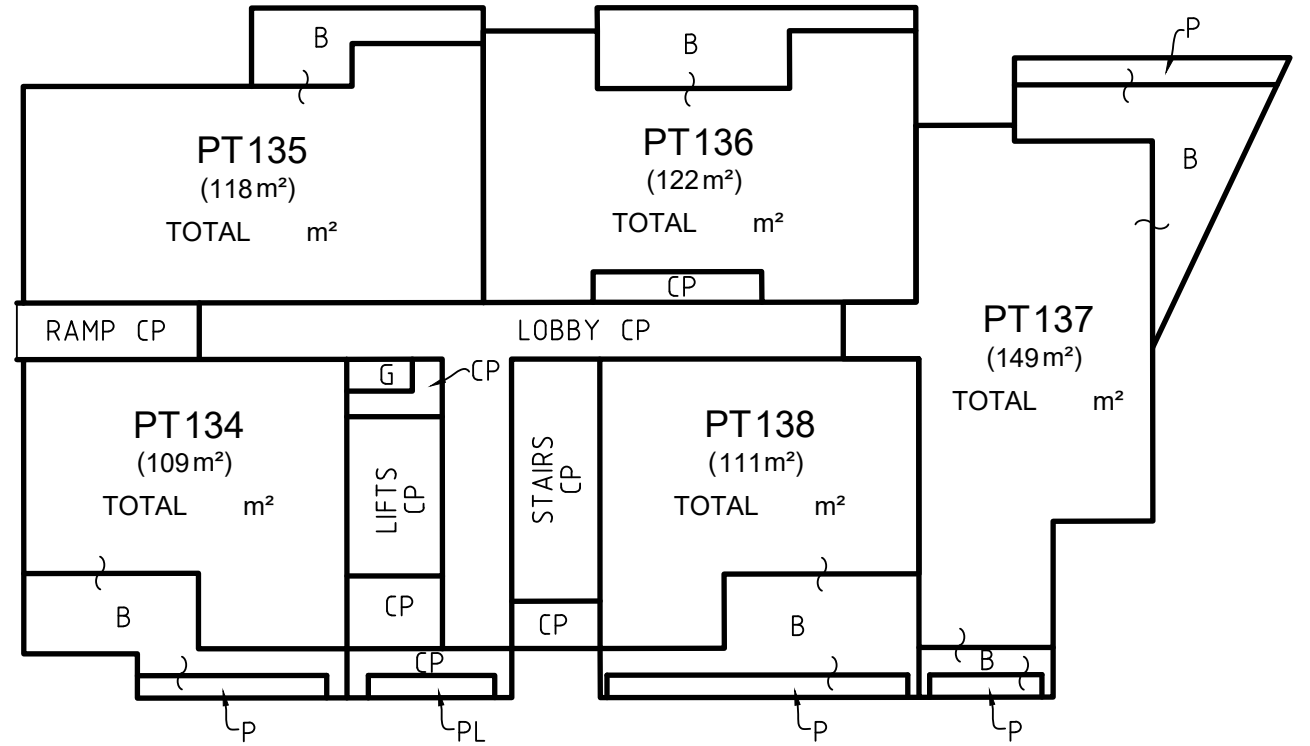 P
B
B
B
PT135
(118m²)
TOTAL m²
PT136
(122m²)
TOTAL m²
CP
RAMP CP
LOBBY CP
PT137
(149m²)
TOTAL m²
G
CP
PT134
(109m²)
TOTAL m²
LIFTS
CP
STAIRS
CP
PT138
(111m²)
TOTAL m²
B
CP
CP
B
CP
B
P
PL
P
P